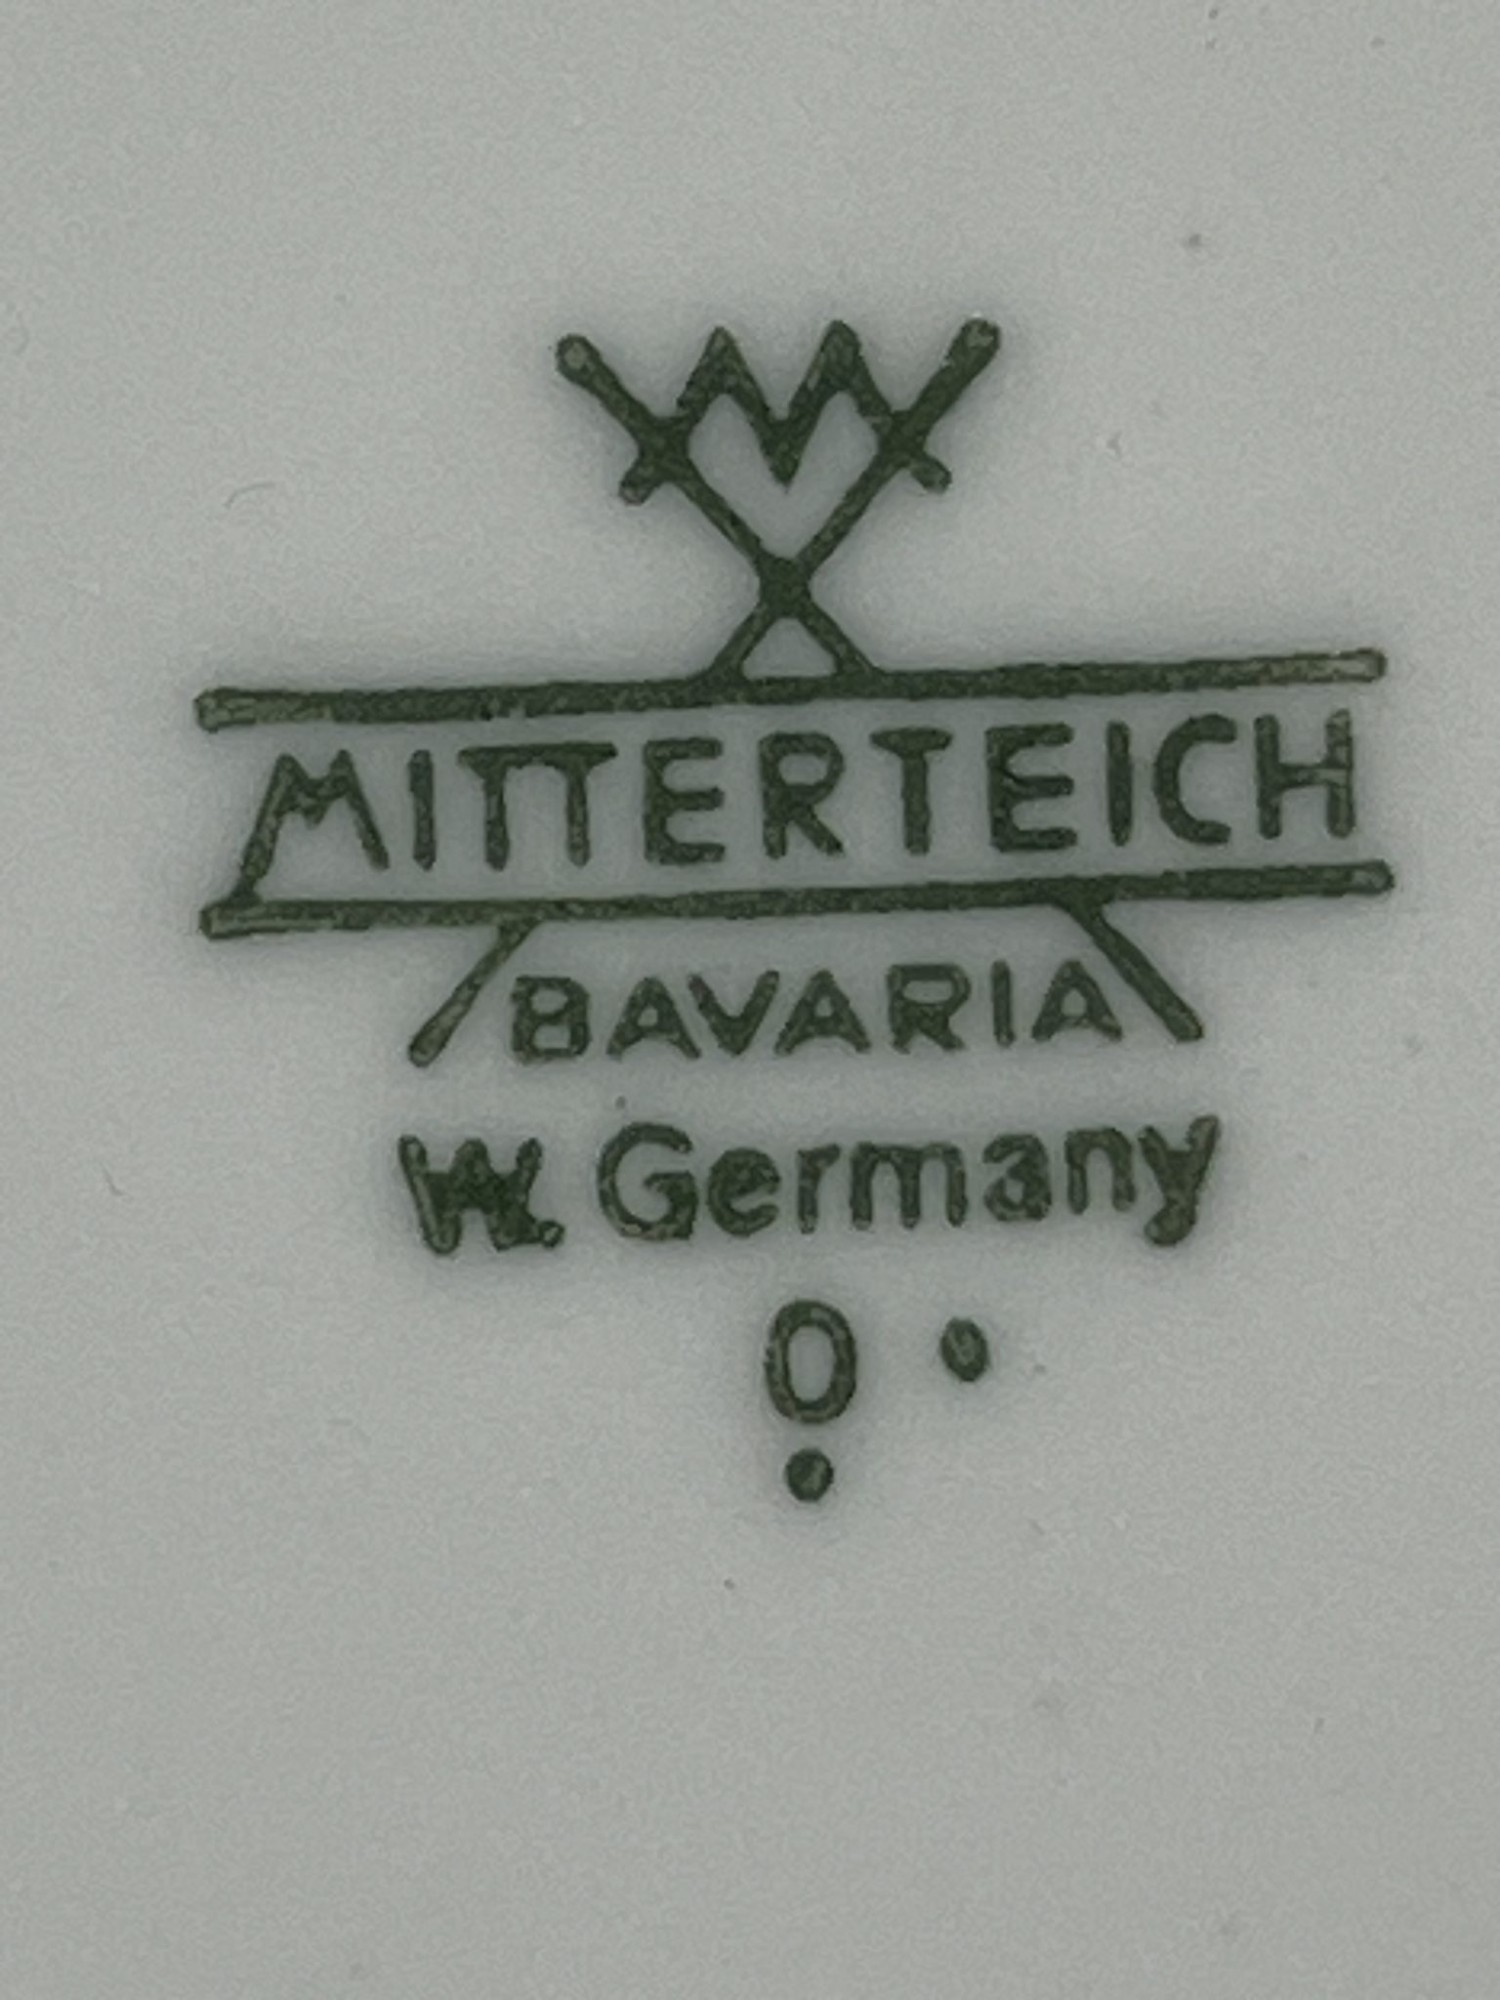 MITTERTEICH
BAVARIA
W. Germany
0 •
•